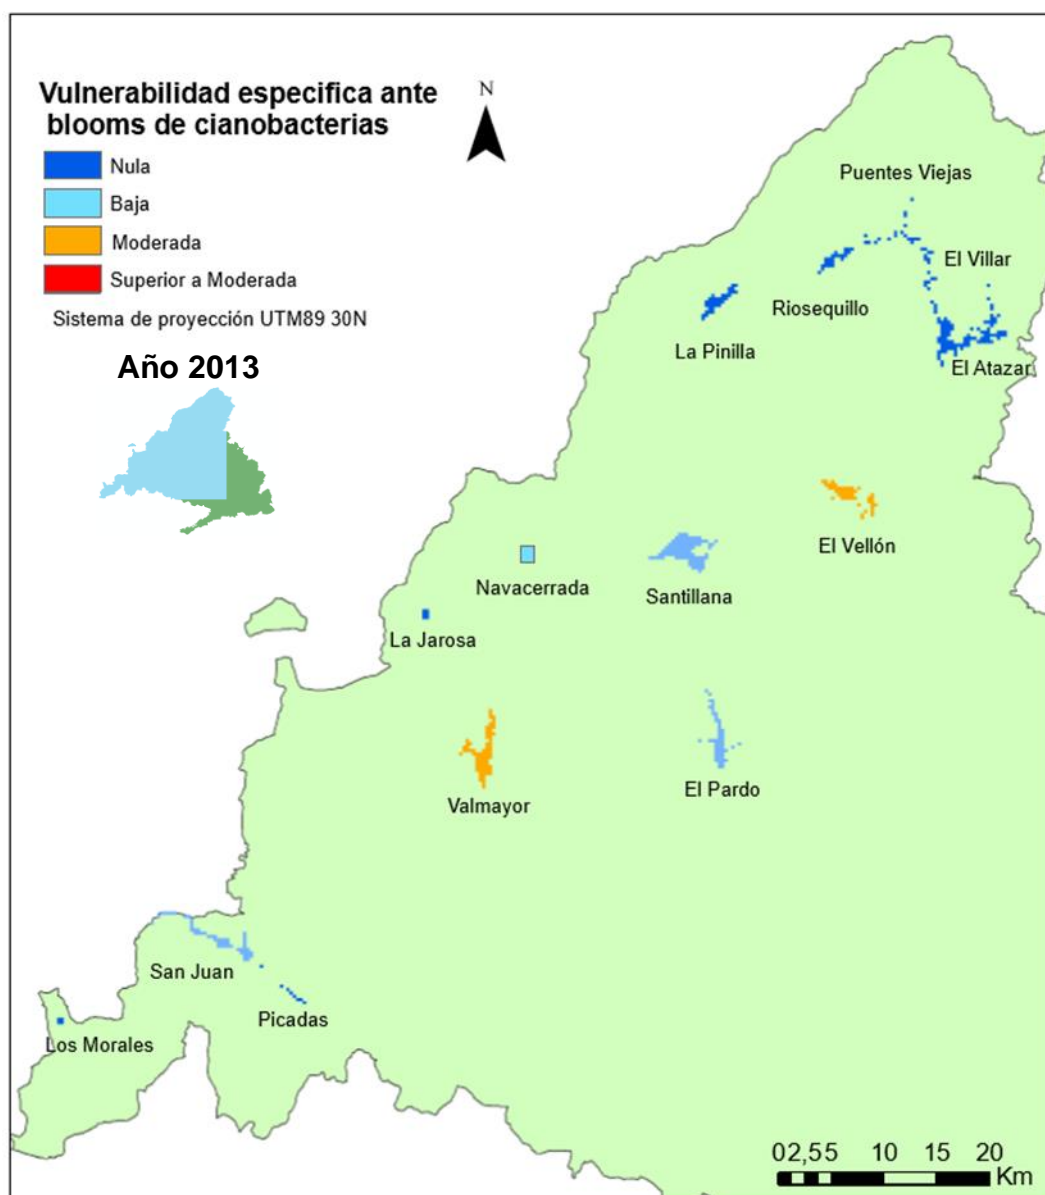 Vulnerabilidad especifica ante
blooms de cianobacterias
Nula
Baja
Moderada
Superior a Moderada
Sistema de proyección UTM89 30N
Año 2013
N
Puentes Viejas
El Villar
Riosequillo
La Pinilla
El Atazar
El Vellón
Navacerrada
Santillana
La Jarosa
El Pardo
Valmayor
San Juan
Picadas
Los Morales
02,55 10 15 20
Km